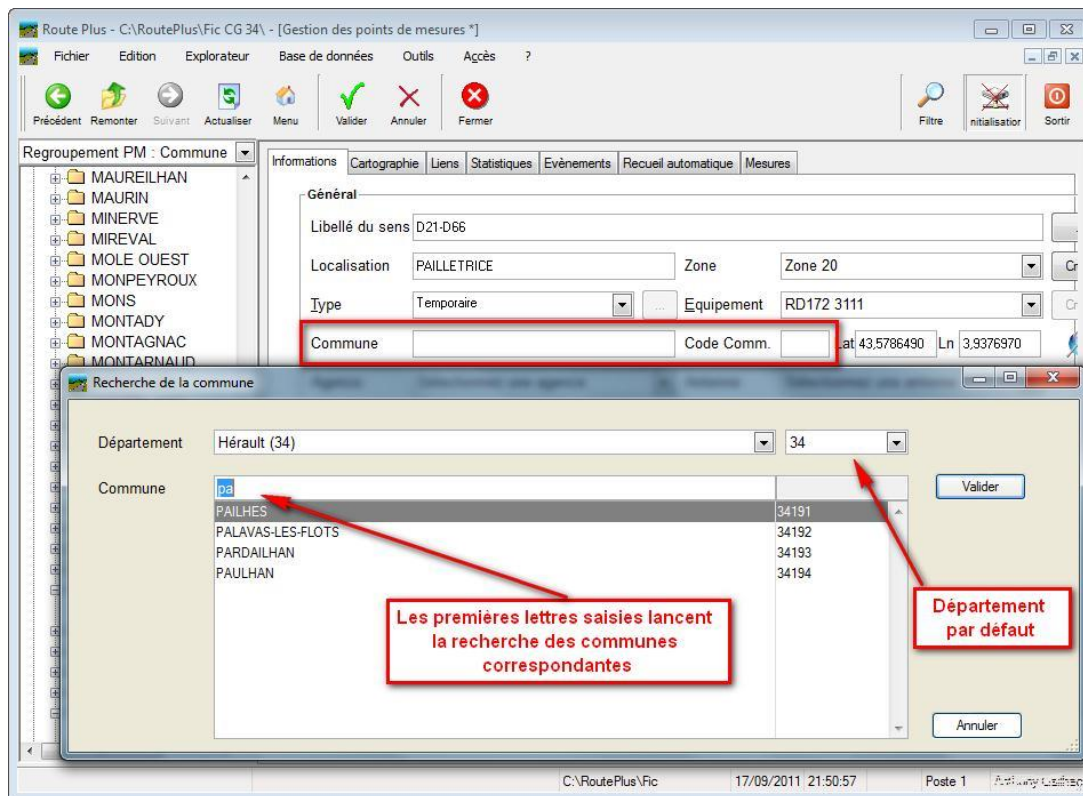 Route Plus - C:\RoutePlus\Fic CG 34\ - [Gestion des points de mesures *]
Fichier Edition Explorateur Base de données Outils Accès ?
Précédent Remonter Suivant Actualiser Menu Valider Annuler Fermer Filtre nitialisatior Sortir
Regroupement PM : Commune
Informations Cartographie Liens Statistiques Evènements Recueil automatique Mesures
MAUREILHAN
MAURIN
MINERVE
MIREVAL
MOLE OUEST
MONPEYROUX
MONS
MONTADY
MONTAGNAC
MONTARNAUD
Général
Libellé du sens D21-D66
Localisation PAILLETRICE Zone Zone 20 Cr
Type Temporaire ... Equipement RD172 3111 Cr
Commune Code Comm. Lat 43,5786490 Ln 3,9376970
Recherche de la commune
Département Hérault (34) 34
Commune pa Valider
PAILHES 34191
PALAVAS-LES-FLOTS 34192
PARDAILHAN 34193
PAULHAN 34194
Les premières lettres saisies lancent
la recherche des communes
correspondantes
Département
par défaut
Annuler
C:\RoutePlus\Fic 17/09/2011 21:50:57 Poste 1